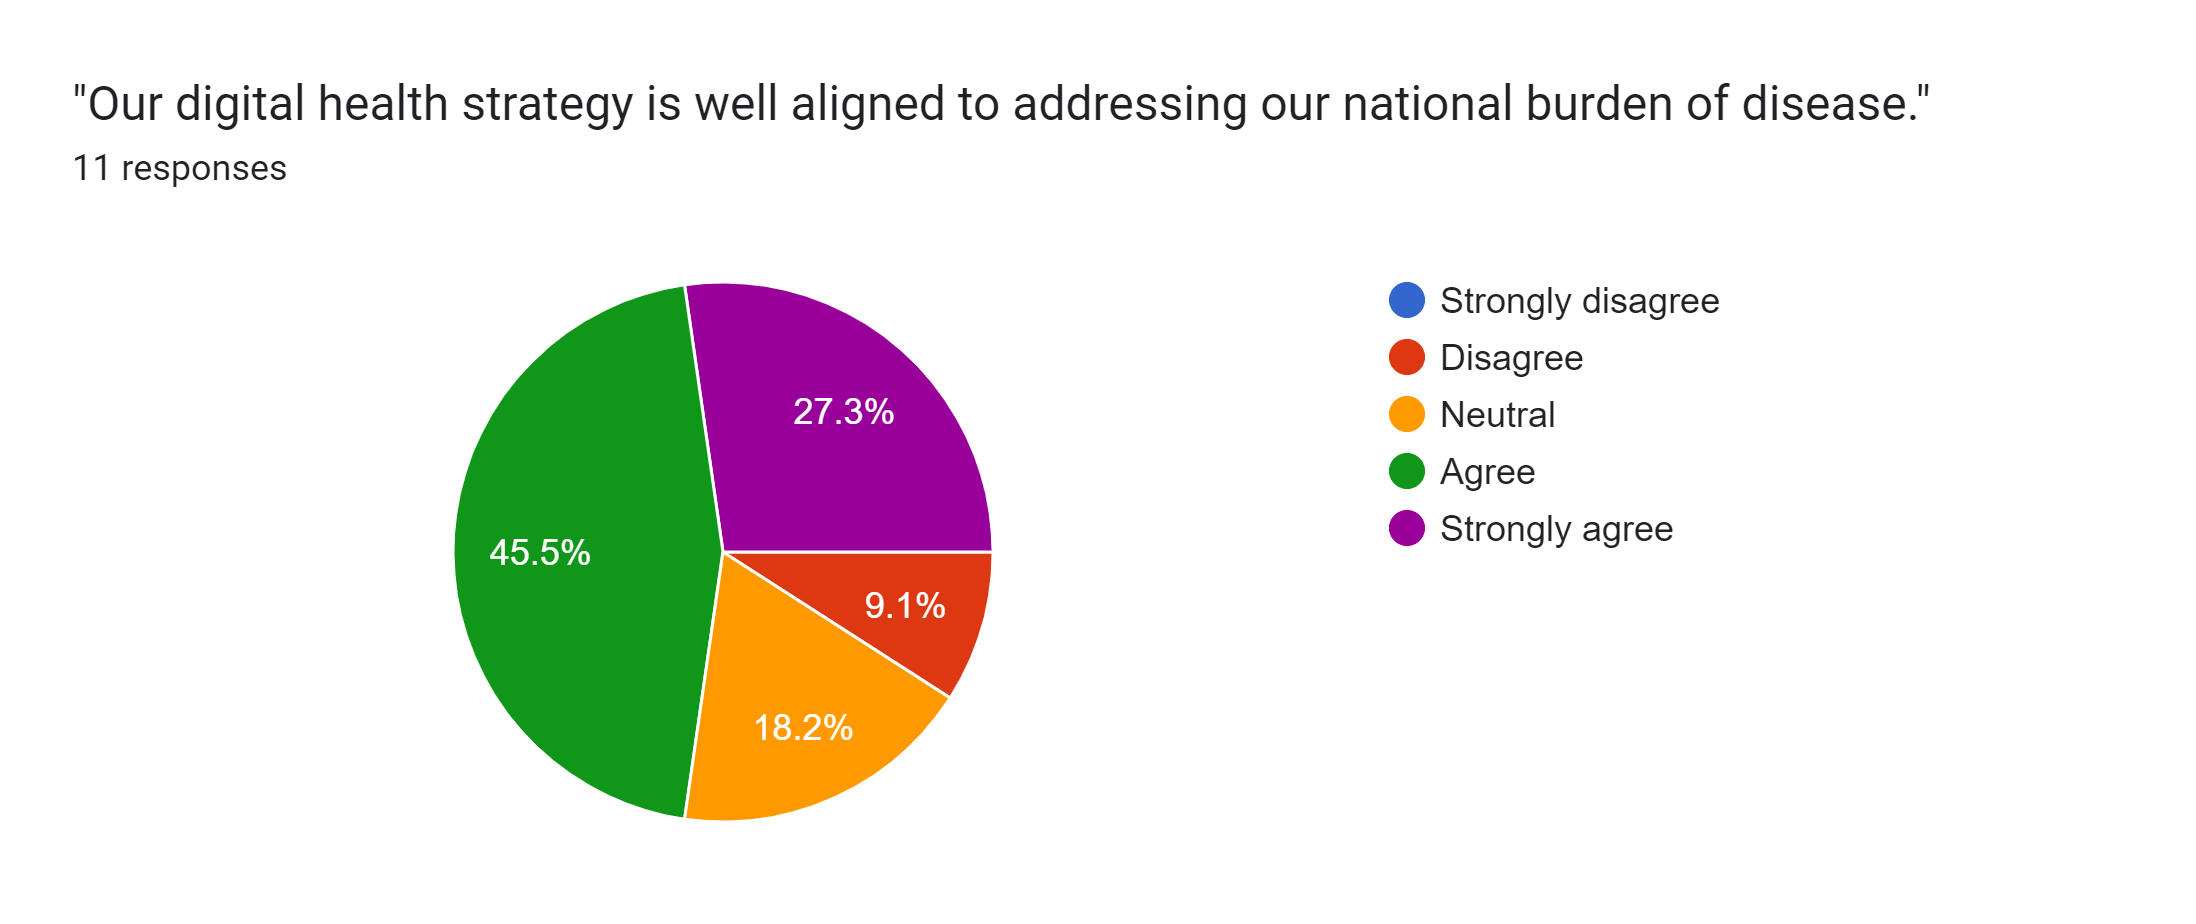 "Our digital health strategy is well aligned to addressing our national burden of disease."
11 responses
27.3%
45.5%
9.1%
18.2%
Strongly disagree
Disagree
Neutral
Agree
Strongly agree